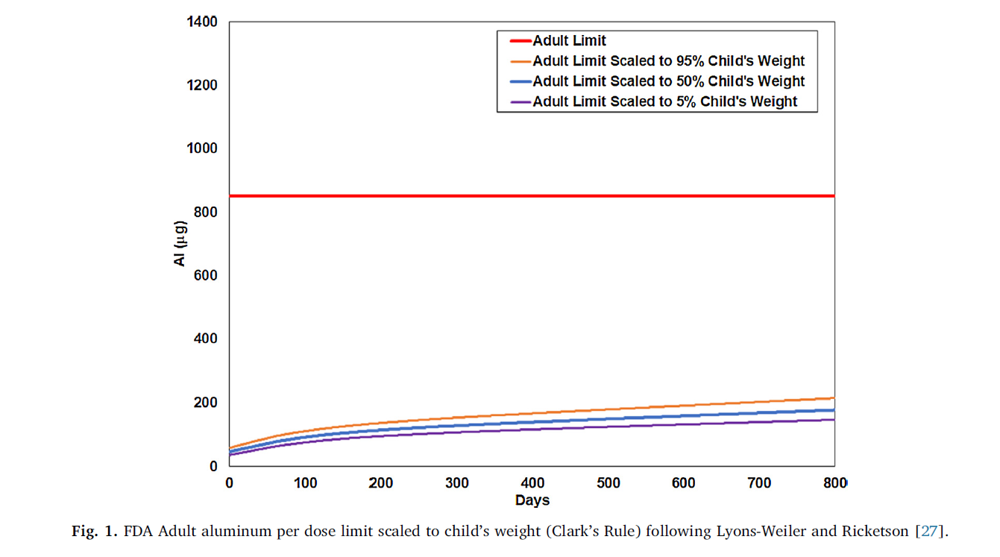 1400
1200
1000
800
600
400
200
0
Al (µg)
Adult Limit
Adult Limit Scaled to 95% Child's Weight
Adult Limit Scaled to 50% Child's Weight
Adult Limit Scaled to 5% Child's Weight
0 100 200 300 400 500 600 700 800
Days
Fig. 1. FDA Adult aluminum per dose limit scaled to child's weight (Clark's Rule) following Lyons-Weiler and Ricketson [27].